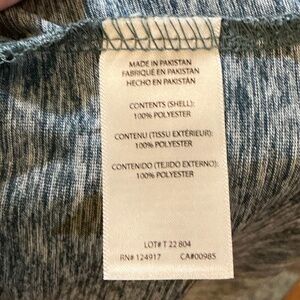 MADE IN PAKISTAN
FABRIQUÉ EN PAKISTAN
HECHO EN PAKISTÁN
CONTENTS (SHELL):
100% POLYESTER
CONTENU (TISSU EXTÉRIEUR):
100% POLYESTER
CONTENIDO (TEJIDO EXTERNO):
100% POLYESTER
LOT# T 22 804
RN# 124917 CA#00985